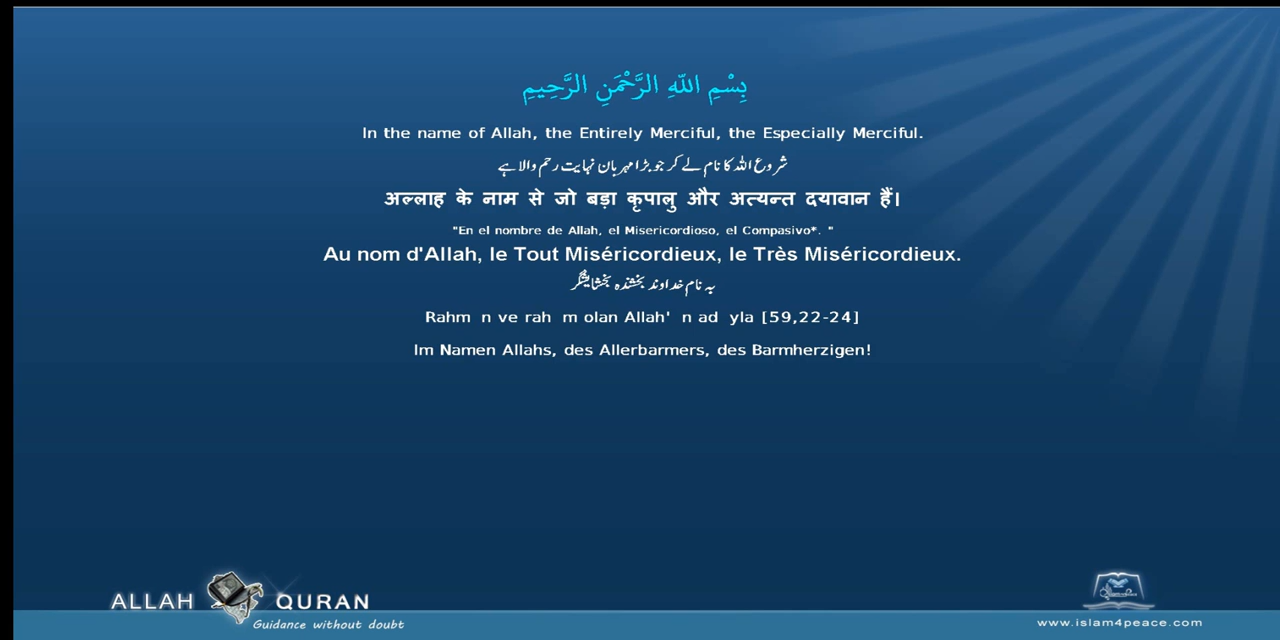 بِسْمِ اللّهِ الرَّحْمَنِ الرَّحِيمِ
In the name of Allah, the Entirely Merciful, the Especially Merciful.
شروع اللہ کا نام لے کر جو بڑا مہربان نہایت رحم والا ہے
अल्लाह के नाम से जो बड़ा कृपालु और अत्यन्त दयावान हैं।
"En el nombre de Allah, el Misericordioso, el Compasivo*. "
Au nom d'Allah, le Tout Miséricordieux, le Très Miséricordieux.
به نام خداوند بخشنده بخشایشگر
Rahm n ve rah m olan Allah' n ad yla [59,22-24]
Im Namen Allahs, des Allerbarmers, des Barmherzigen!
ALLAH QURAN
Guidance without doubt
www.islam4peace.com